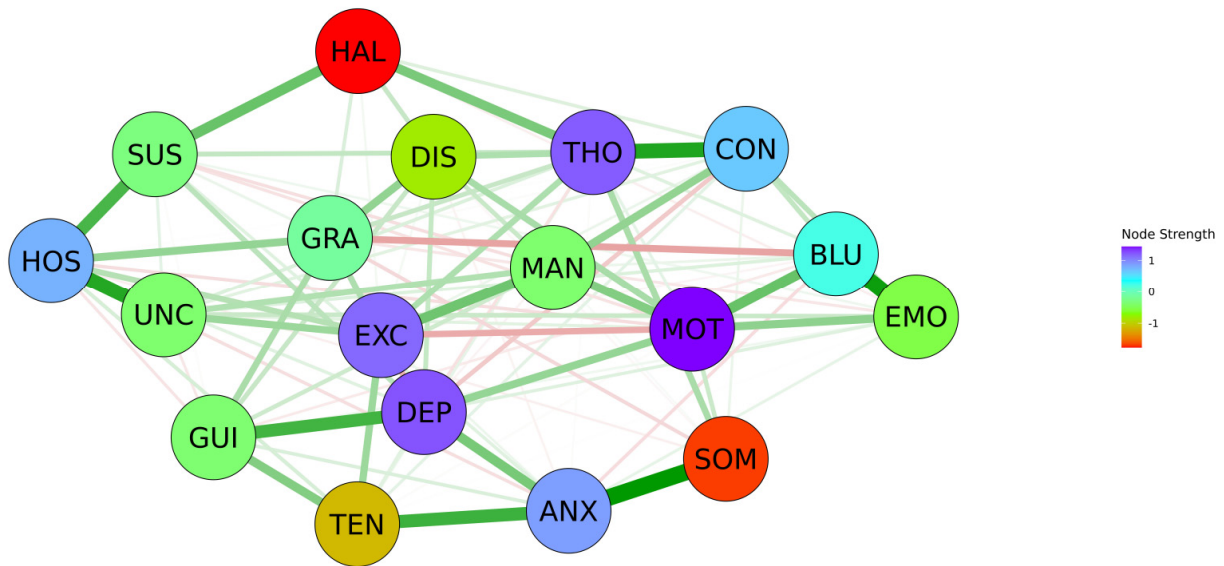 HAL
SUS
DIS
THO
CON
HOS
GRA
MAN
BLU
UNC
EXC
MOT
EMO
GUI
DEP
SOM
TEN
ANX
Node Strength
1
0
-1